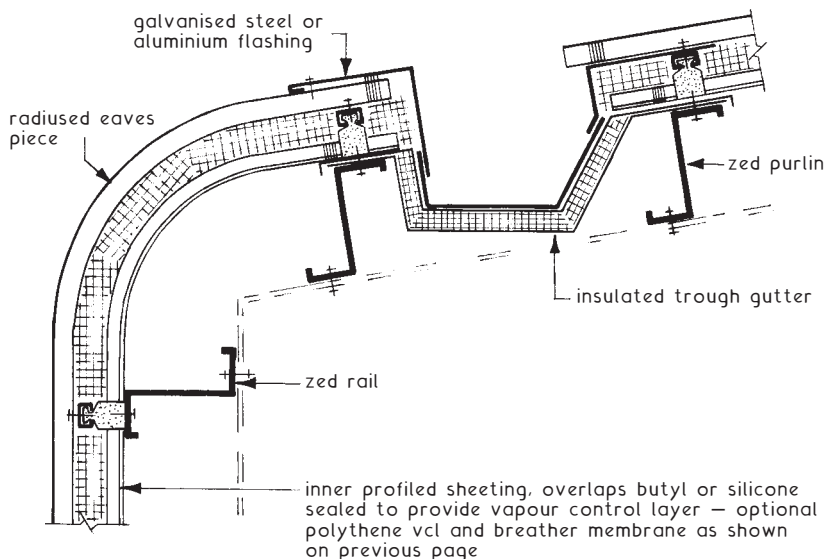 galvanised steel or
aluminium flashing
radiused eaves
piece
zed purlin
insulated trough gutter
zed rail
inner profiled sheeting, overlaps butyl or silicone
sealed to provide vapour control layer – optional
polythene vcl and breather membrane as shown
on previous page